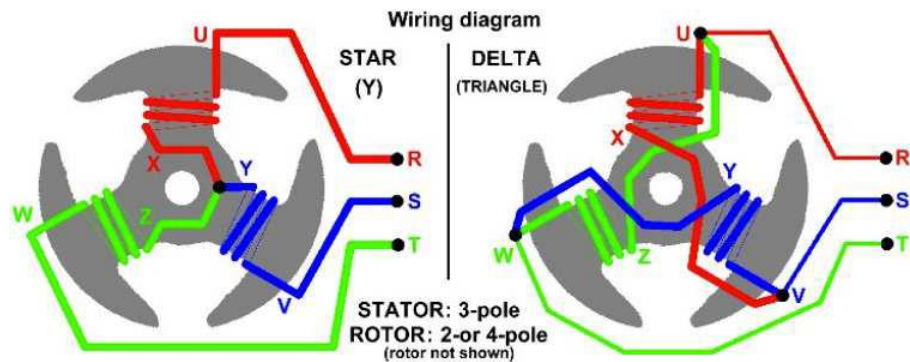 Wiring diagram
STAR
(Y)
U
X
Y
Z
W
V
R
S
T
DELTA
(TRIANGLE)
U
X
Y
Z
W
V
R
S
T
STATOR: 3-pole
ROTOR: 2-or 4-pole
(rotor not shown)